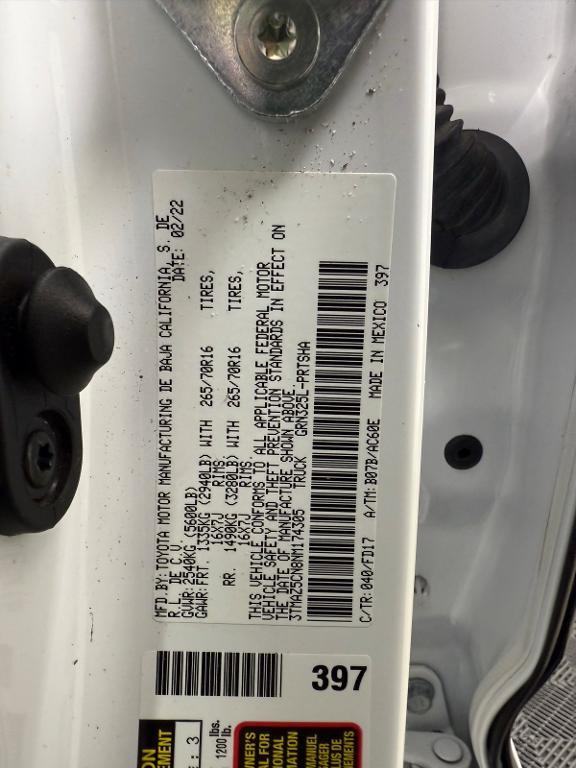 MFD.BY: TOYOTA MOTOR MANUFACTURING DE BAJA CALIFORNIA, S. DE
R.L. DE C.V. DATE: 02/22
GVWR: 2540KG (5600LB)
GAWR: FRT. 1335KG (2940LB) WITH 265/70R16 TIRES,
16X7J RIMS
RR. 1490KG (3280LB) WITH 265/70R16 TIRES,
16X7J RIMS
THIS VEHICLE CONFORMS TO ALL APPLICABLE FEDERAL MOTOR
VEHICLE SAFETY AND THEFT PREVENTION STANDARDS IN EFFECT ON
THE DATE OF MANUFACTURE SHOWN ABOVE.
3TMAZ5CN8NM174305 TRUCK GRN325L-PRTSHA
C/TR: 040/FD17 A/TM: B07B/AC60E MADE IN MEXICO 397
397
: 3
lbs.
1200 lb.